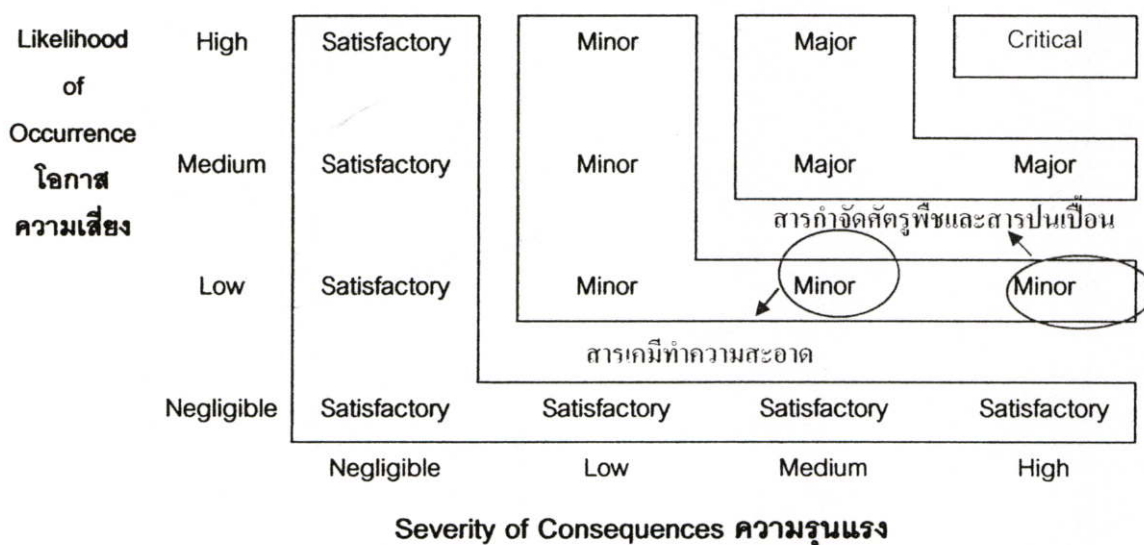 Likelihood High Satisfactory Minor Major Critical
of
Occurrence
โอกาส Medium Satisfactory Minor Major Major
ความเสี่ยง
สารกำจัดศัตรูพืชและสารปนเปื้อน
Low Satisfactory Minor Minor Minor
สารเคมีทำความสะอาด
Negligible Satisfactory Satisfactory Satisfactory Satisfactory
Negligible Low Medium High
Severity of Consequences ความรุนแรง